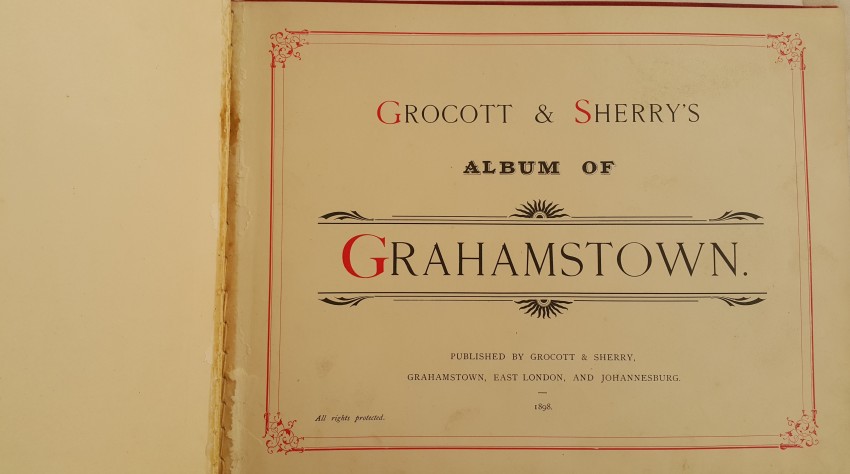 GROCOTT & SHERRY'S
ALBUM OF
GRAHAMSTOWN.
PUBLISHED BY GROCOTT & SHERRY,
GRAHAMSTOWN, EAST LONDON, AND JOHANNESBURG.
1898.
All rights protected.